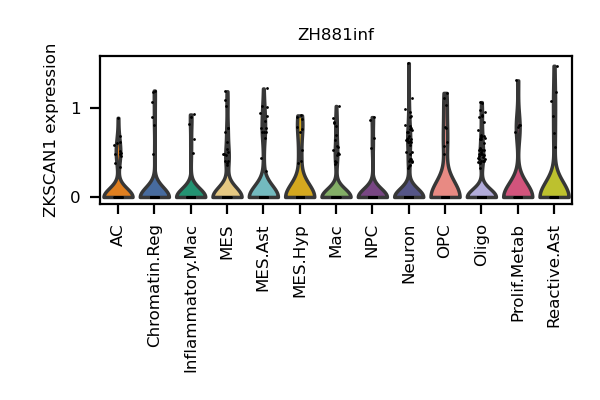 ZH881inf
ZKSCAN1 expression
1
0
AC
Chromatin.Reg
Inflammatory.Mac
MES
MES.Ast
MES.Hyp
Mac
NPC
Neuron
OPC
Oligo
Prolif.Metab
Reactive.Ast